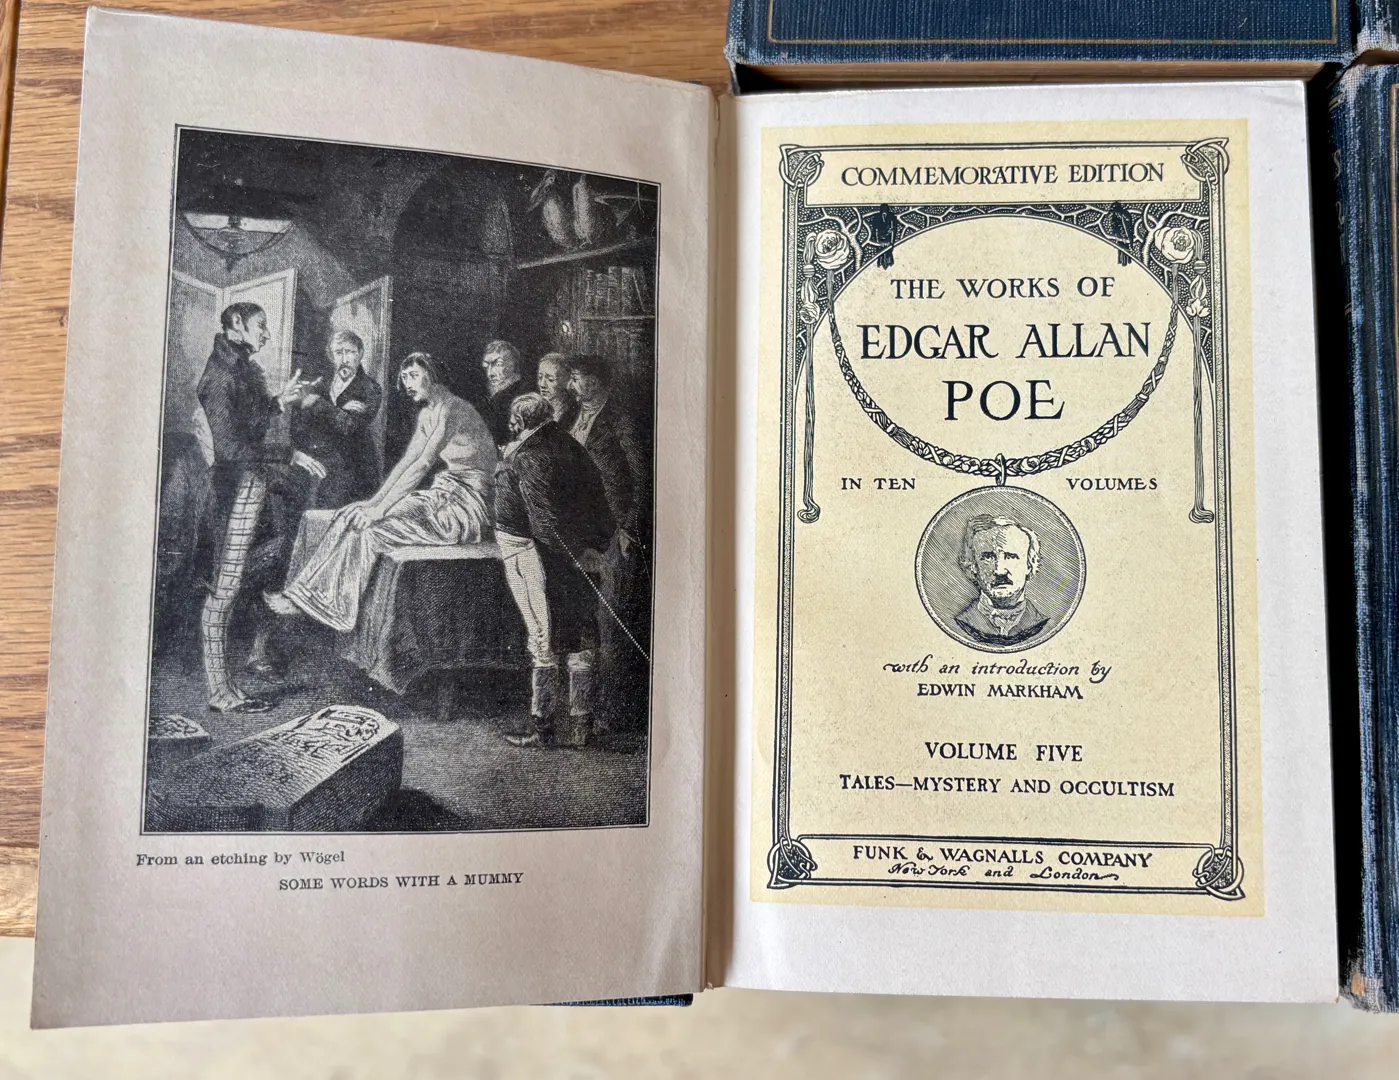 From an etching by Wögel
SOME WORDS WITH A MUMMY
COMMEMORATIVE EDITION
THE WORKS OF
EDGAR ALLAN
POE
IN TEN VOLUMES
with an introduction by
EDWIN MARKHAM
VOLUME FIVE
TALES—MYSTERY AND OCCULTISM
FUNK & WAGNALLS COMPANY
New York and London